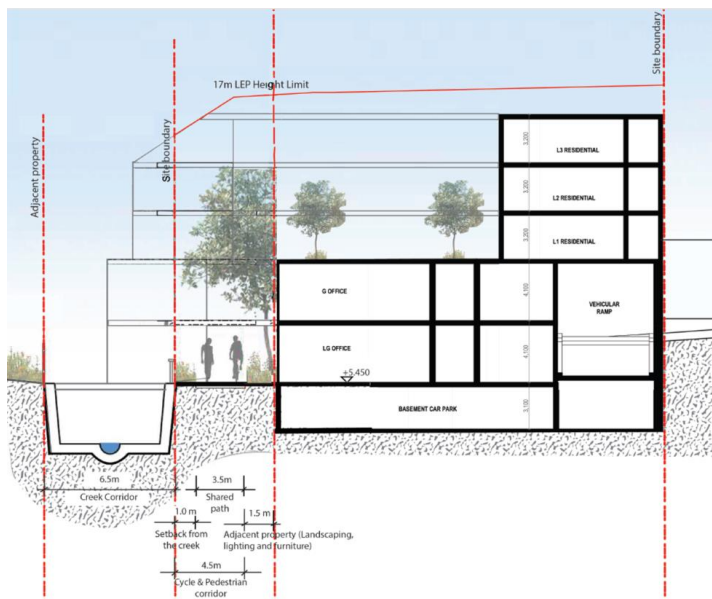 Site boundary
17m LEP Height Limit
Adjacent property
Site boundary
3,200
L3 RESIDENTIAL
3,200
L2 RESIDENTIAL
3,200
L1 RESIDENTIAL
G OFFICE
4,100
VEHICULAR
RAMP
LG OFFICE
4,100
+5.450
BASEMENT CAR PARK
3,100
6.5m
Creek Corridor
3.5m
Shared
path
1.0 m
Setback from
the creek
1.5 m
Adjacent property (Landscaping,
lighting and furniture)
4.5m
Cycle & Pedestrian
corridor